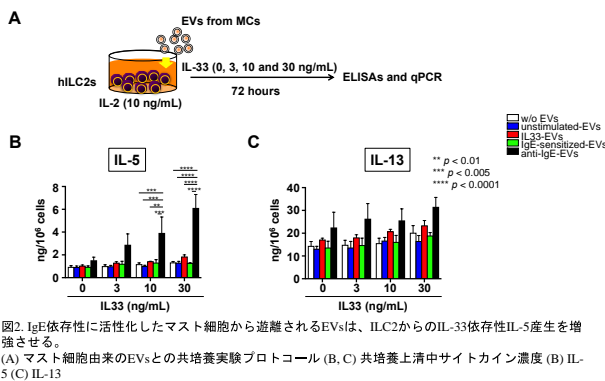 A
EVs from MCs
IL-33 (0, 3, 10 and 30 ng/mL)
ELISAs and qPCR
hILC2s
72 hours
IL-2 (10 ng/mL)
w/o EVs
unstimulated-EVs
IL33-EVs
IgE-sensitized-EVs
anti-IgE-EVs
B
IL-5
****
****
****
****
***
***
**
***
ng/10⁶ cells
8
6
4
2
0
0 3 10 30
IL33 (ng/mL)
C
IL-13
** p < 0.01
*** p < 0.005
**** p < 0.0001
ng/10⁶ cells
40
30
20
10
0
0 3 10 30
IL33 (ng/mL)
図2. IgE依存性に活性化したマスト細胞から遊離されるEVsは、ILC2からのIL-33依存性IL-5産生を増
強させる。
(A) マスト細胞由来のEVsとの共培養実験プロトコール (B, C) 共培養上清中サイトカイン濃度 (B) IL-
5 (C) IL-13